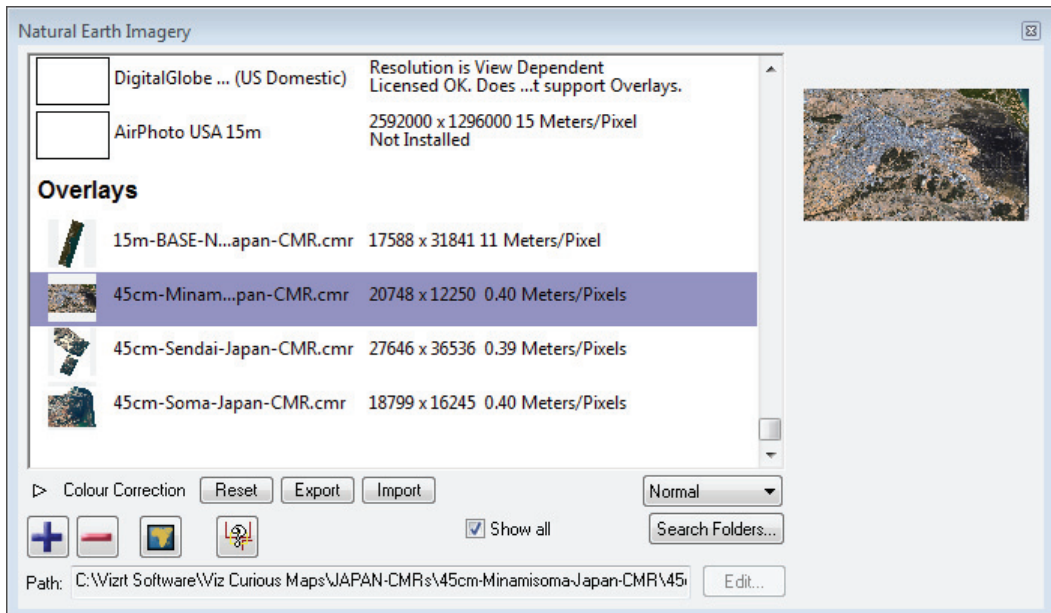 Natural Earth Imagery
DigitalGlobe ... (US Domestic) Resolution is View Dependent
Licensed OK. Does ...t support Overlays.
AirPhoto USA 15m 2592000 x 1296000 15 Meters/Pixel
Not Installed
Overlays
15m-BASE-N...apan-CMR.cmr 17588 x 31841 11 Meters/Pixel
45cm-Minam...pan-CMR.cmr 20748 x 12250 0.40 Meters/Pixels
45cm-Sendai-Japan-CMR.cmr 27646 x 36536 0.39 Meters/Pixels
45cm-Soma-Japan-CMR.cmr 18799 x 16245 0.40 Meters/Pixels
Colour Correction Reset Export Import Normal
Show all Search Folders...
Path: C:\Vizrt Software\Viz Curious Maps\JAPAN-CMRs\45cm-Minamisoma-Japan-CMR\45 Edit...